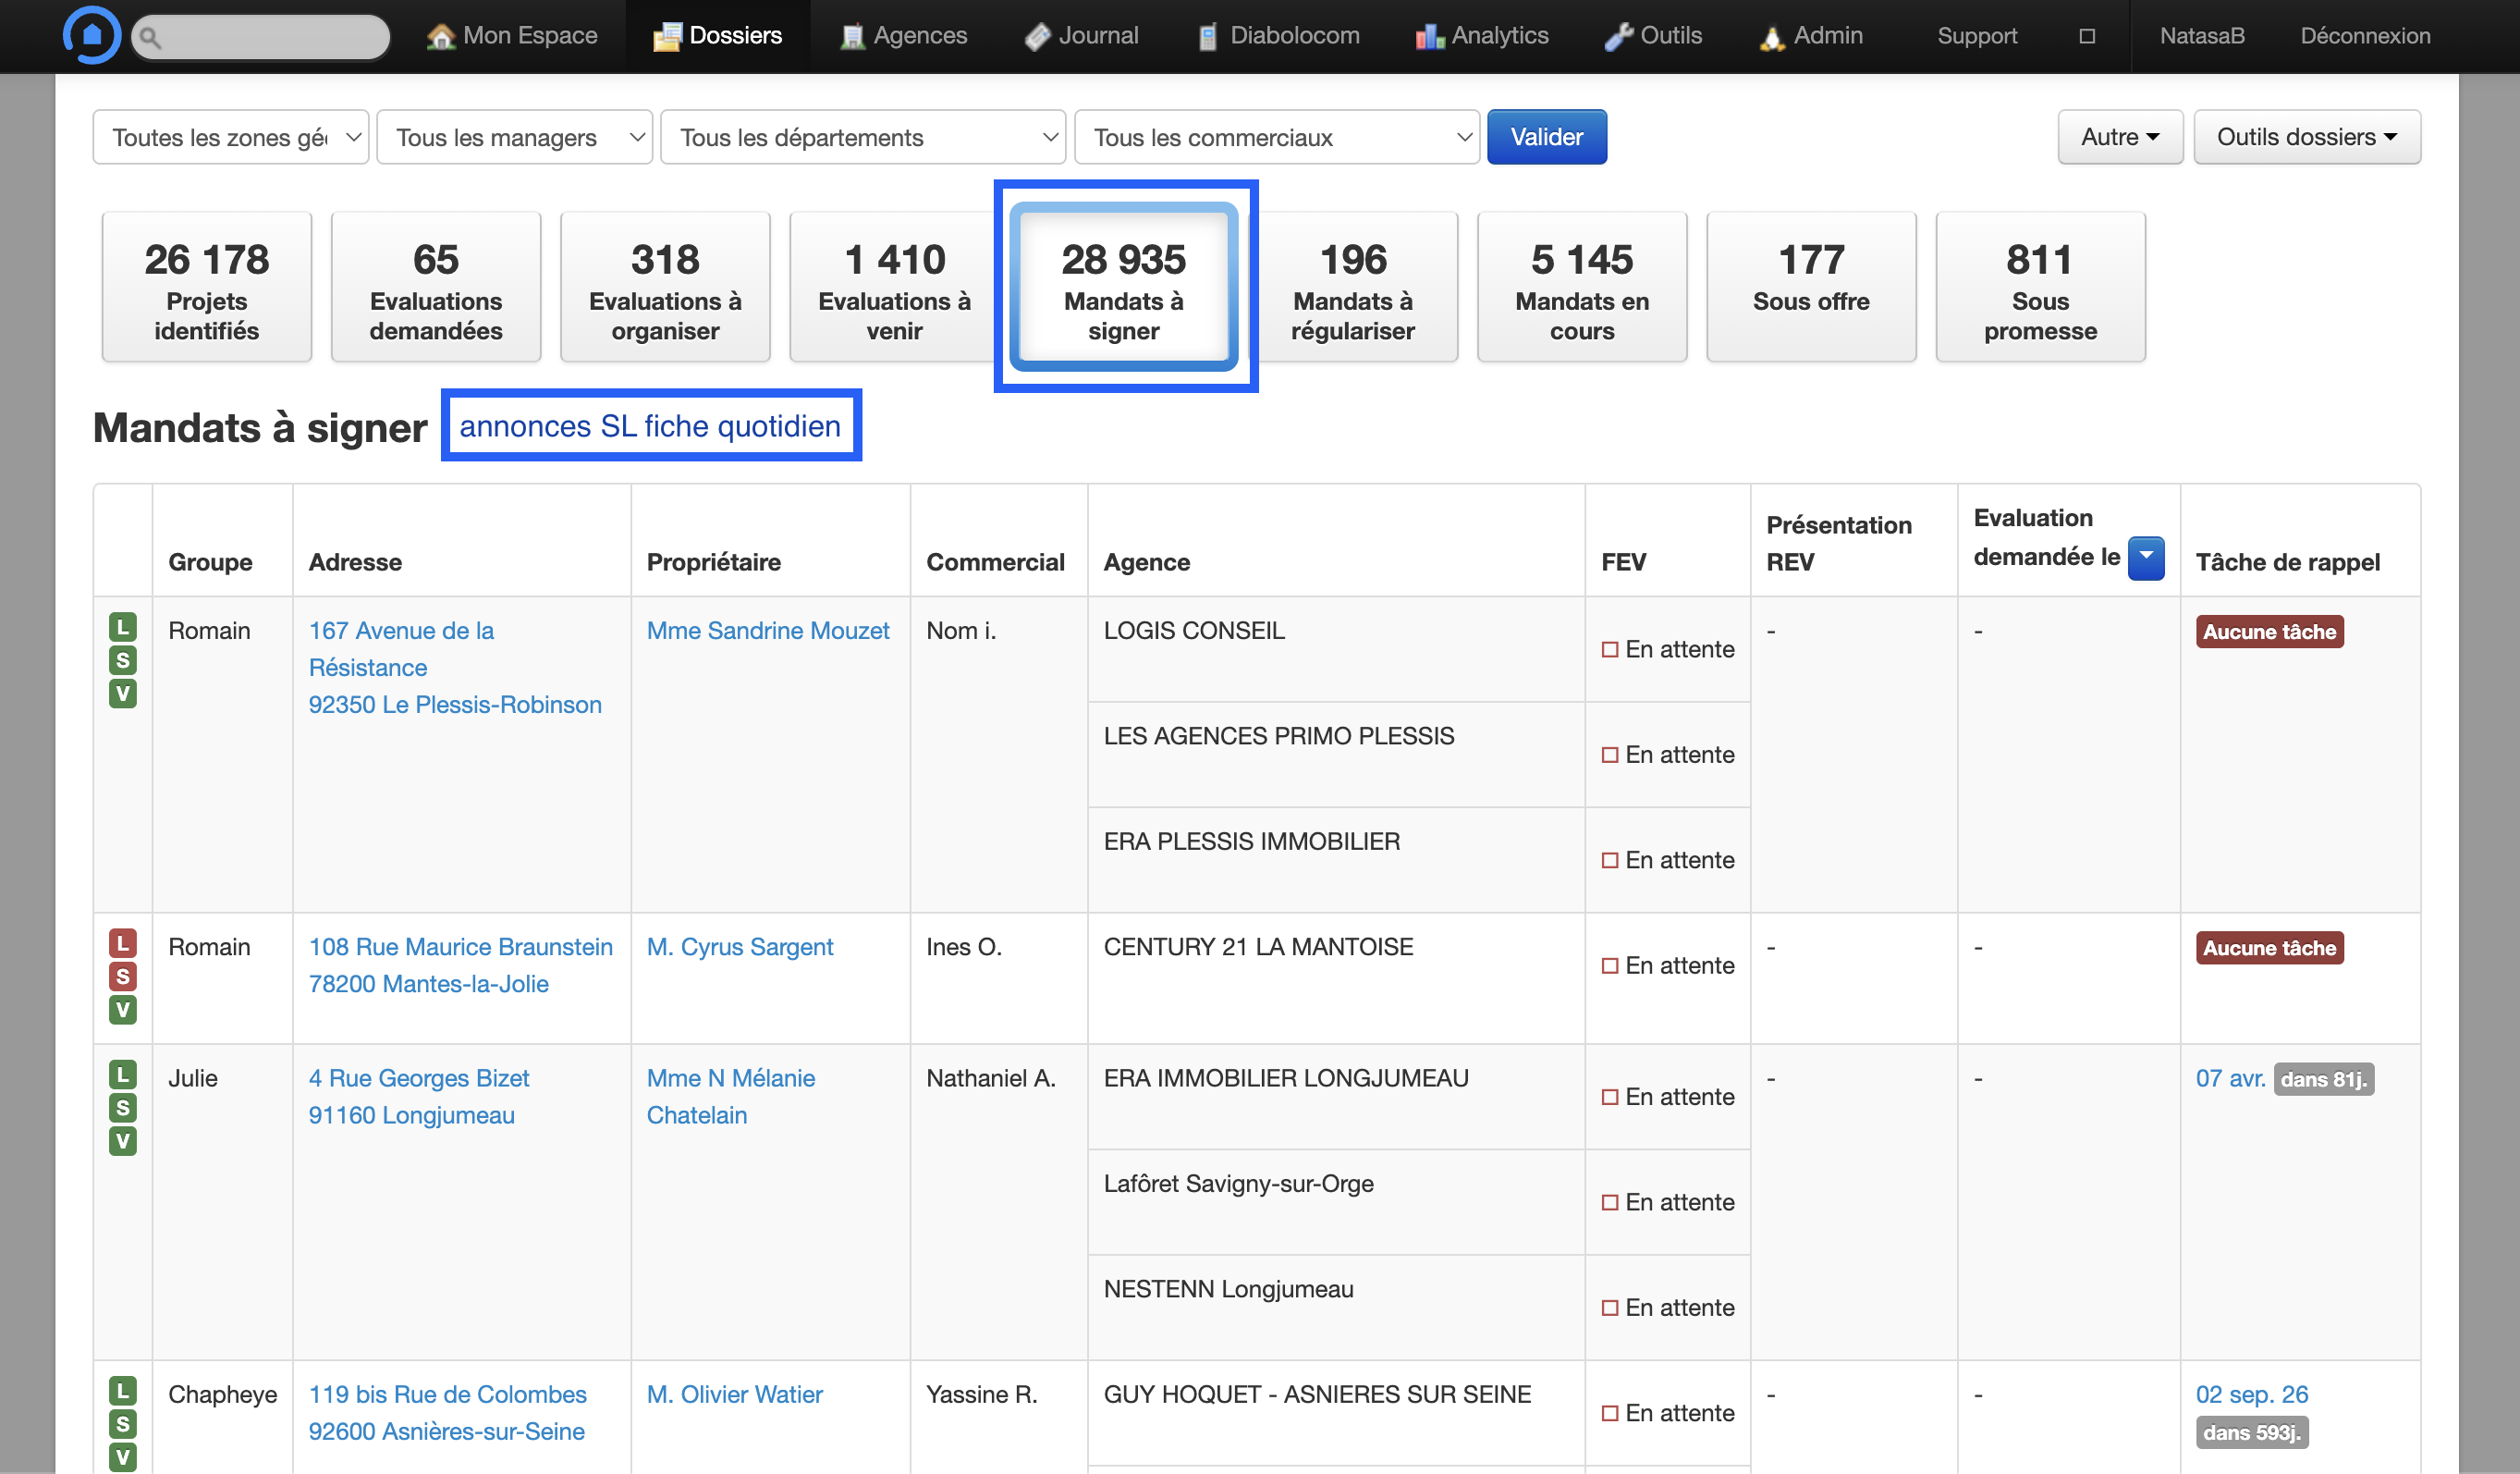 Mon Espace Dossiers Agences Journal Diabolocom Analytics Outils Admin Support NatasaB Déconnexion
Tous les managers Tous les départements Tous les commerciaux Valider Autre Outils dossiers
Toutes les zones gé
26 178 65 318 1 410 28 935 196 5 145 177 811
Projets identifiés
Evaluations demandées
Evaluations à organiser
Evaluations à venir
Mandats à signer
Mandats à régulariser
Mandats en cours
Sous offre
Sous promesse
Mandats à signer annonces SL fiche quotidien
Groupe Adresse Propriétaire Commercial Agence FEV Présentation REV Evaluation demandée le Tâche de rappel
L S V Romain
167 Avenue de la
Résistance
92350 Le Plessis-Robinson
Mme Sandrine Mouzet
Nom i.
LOGIS CONSEIL En attente - - Aucune tâche
LES AGENCES PRIMO PLESSIS En attente
ERA PLESSIS IMMOBILIER En attente
L S V Romain
108 Rue Maurice Braunstein
78200 Mantes-la-Jolie
M. Cyrus Sargent
Ines O.
CENTURY 21 LA MANTOISE En attente - - Aucune tâche
L S V Julie
4 Rue Georges Bizet
91160 Longjumeau
Mme N Mélanie
Chatelain
Nathaniel A.
ERA IMMOBILIER LONGJUMEAU En attente - - 07 avr. dans 81j.
Lafôret Savigny-sur-Orge En attente
NESTENN Longjumeau En attente
L S V Chapheye
119 bis Rue de Colombes
92600 Asnières-sur-Seine
M. Olivier Watier
Yassine R.
GUY HOQUET - ASNIERES SUR SEINE En attente - - 02 sep. 26
dans 593j.